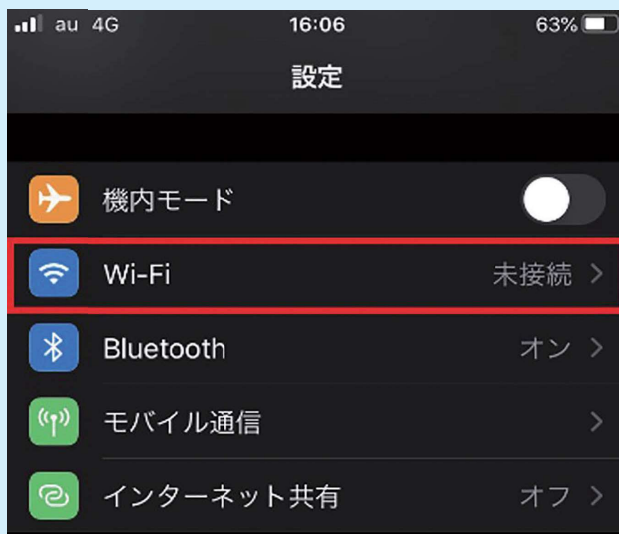 au 4G 16:06 63%
設定
機内モード
Wi-Fi 未接続
Bluetooth オン
モバイル通信
インターネット共有 オフ